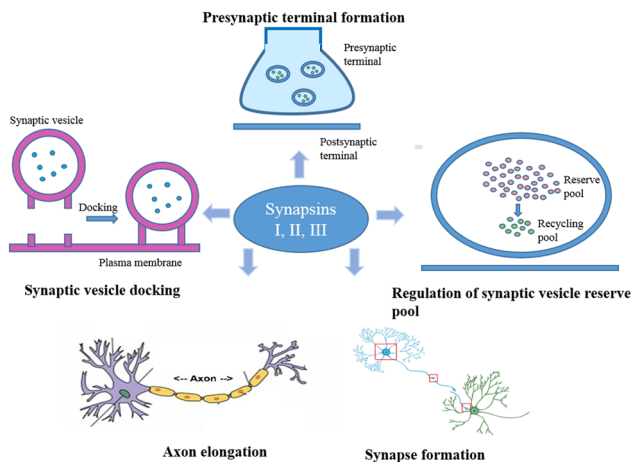 Presynaptic terminal formation
Presynaptic
terminal
Postsynaptic
terminal
Synaptic vesicle
Docking
Plasma membrane
Synaptic vesicle docking
Synapsins
I, II, III
Reserve
pool
Recycling
pool
Regulation of synaptic vesicle reserve
pool
<-- Axon -->
Axon elongation
Synapse formation